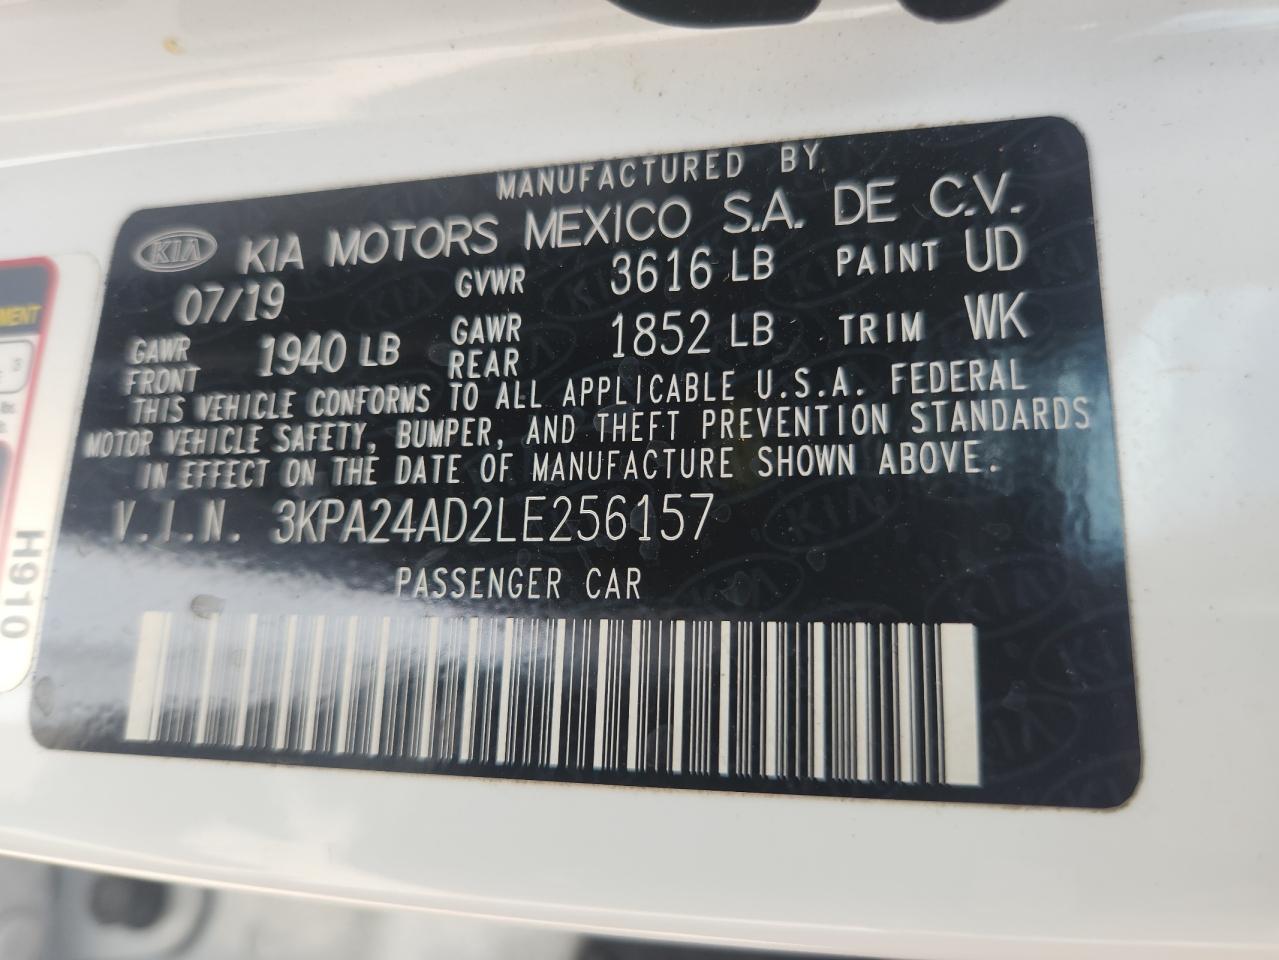 MANUFACTURED BY
KIA KIA MOTORS MEXICO S.A. DE C.V.
07/19 GVWR 3616 LB PAINT UD
GAWR FRONT 1940 LB GAWR REAR 1852 LB TRIM WK
THIS VEHICLE CONFORMS TO ALL APPLICABLE U.S.A. FEDERAL
MOTOR VEHICLE SAFETY, BUMPER, AND THEFT PREVENTION STANDARDS
IN EFFECT ON THE DATE OF MANUFACTURE SHOWN ABOVE.
V.I.N. 3KPA24AD2LE256157
PASSENGER CAR
H910